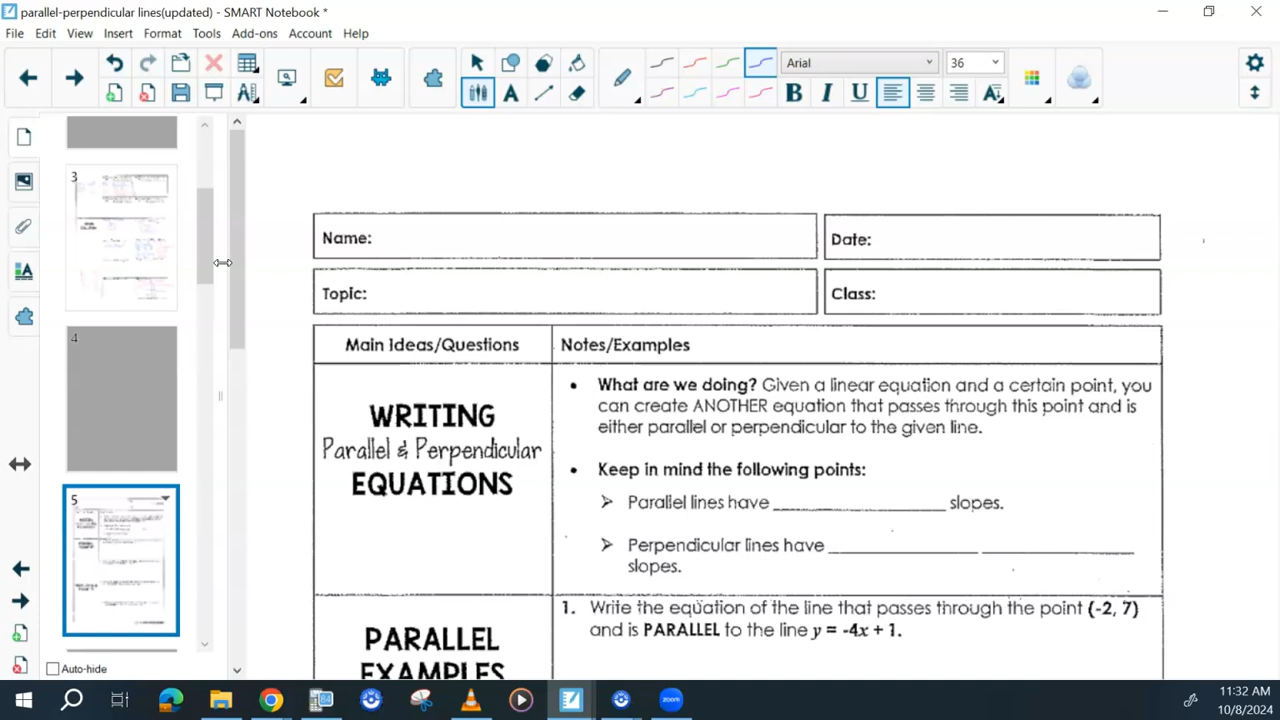 parallel-perpendicular lines(updated) - SMART Notebook *
File Edit View Insert Format Tools Add-ons Account Help
Arial 36
B I U
3
4
5
Auto-hide
Name:
Date:
Topic:
Class:
Main Ideas/Questions
Notes/Examples
WRITING
Parallel & Perpendicular
EQUATIONS
• What are we doing? Given a linear equation and a certain point, you
can create ANOTHER equation that passes through this point and is
either parallel or perpendicular to the given line.
• Keep in mind the following points:
➢ Parallel lines have ____________ slopes.
➢ Perpendicular lines have ____________ ____________
slopes.
PARALLEL
EXAMPLES
1. Write the equation of the line that passes through the point (-2, 7)
and is PARALLEL to the line y = -4x + 1.
zoom
11:32 AM
10/8/2024